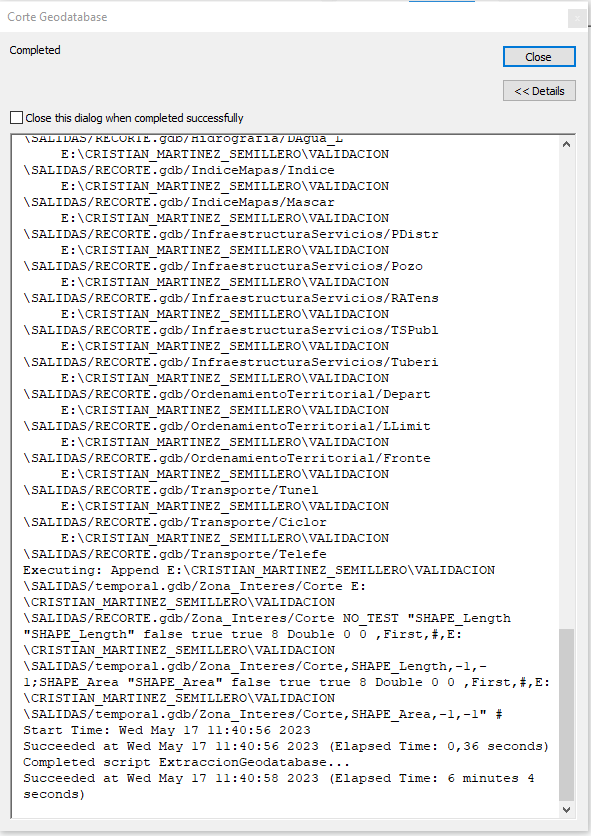 Corte Geodatabase
Completed
Close
<< Details
Close this dialog when completed successfully
\SALIDAS/RECORTE.gdb/Hidrografia/DAgua_L
E:\CRISTIAN_MARTINEZ_SEMILLERO\VALIDACION
\SALIDAS/RECORTE.gdb/IndiceMapas/Indice
E:\CRISTIAN_MARTINEZ_SEMILLERO\VALIDACION
\SALIDAS/RECORTE.gdb/IndiceMapas/Mascar
E:\CRISTIAN_MARTINEZ_SEMILLERO\VALIDACION
\SALIDAS/RECORTE.gdb/InfraestructuraServicios/PDistr
E:\CRISTIAN_MARTINEZ_SEMILLERO\VALIDACION
\SALIDAS/RECORTE.gdb/InfraestructuraServicios/Pozo
E:\CRISTIAN_MARTINEZ_SEMILLERO\VALIDACION
\SALIDAS/RECORTE.gdb/InfraestructuraServicios/RATens
E:\CRISTIAN_MARTINEZ_SEMILLERO\VALIDACION
\SALIDAS/RECORTE.gdb/InfraestructuraServicios/TSPubl
E:\CRISTIAN_MARTINEZ_SEMILLERO\VALIDACION
\SALIDAS/RECORTE.gdb/InfraestructuraServicios/Tuberi
E:\CRISTIAN_MARTINEZ_SEMILLERO\VALIDACION
\SALIDAS/RECORTE.gdb/OrdenamientoTerritorial/Depart
E:\CRISTIAN_MARTINEZ_SEMILLERO\VALIDACION
\SALIDAS/RECORTE.gdb/OrdenamientoTerritorial/LLimit
E:\CRISTIAN_MARTINEZ_SEMILLERO\VALIDACION
\SALIDAS/RECORTE.gdb/OrdenamientoTerritorial/Fronte
E:\CRISTIAN_MARTINEZ_SEMILLERO\VALIDACION
\SALIDAS/RECORTE.gdb/Transporte/Tunel
E:\CRISTIAN_MARTINEZ_SEMILLERO\VALIDACION
\SALIDAS/RECORTE.gdb/Transporte/Ciclor
E:\CRISTIAN_MARTINEZ_SEMILLERO\VALIDACION
\SALIDAS/RECORTE.gdb/Transporte/Telefe
Executing: Append E:\CRISTIAN_MARTINEZ_SEMILLERO\VALIDACION
\SALIDAS/temporal.gdb/Zona_Interes/Corte E:
\CRISTIAN_MARTINEZ_SEMILLERO\VALIDACION
\SALIDAS/RECORTE.gdb/Zona_Interes/Corte NO_TEST "SHAPE_Length
"SHAPE_Length" false true true 8 Double 0 0 ,First,#,E:
\CRISTIAN_MARTINEZ_SEMILLERO\VALIDACION
\SALIDAS/temporal.gdb/Zona_Interes/Corte,SHAPE_Length,-1,-
1;SHAPE_Area "SHAPE_Area" false true true 8 Double 0 0 ,First,#,E:
\CRISTIAN_MARTINEZ_SEMILLERO\VALIDACION
\SALIDAS/temporal.gdb/Zona_Interes/Corte,SHAPE_Area,-1,-1" #
Start Time: Wed May 17 11:40:56 2023
Succeeded at Wed May 17 11:40:56 2023 (Elapsed Time: 0,36 seconds)
Completed script ExtraccionGeodatabase...
Succeeded at Wed May 17 11:40:58 2023 (Elapsed Time: 6 minutes 4
seconds)